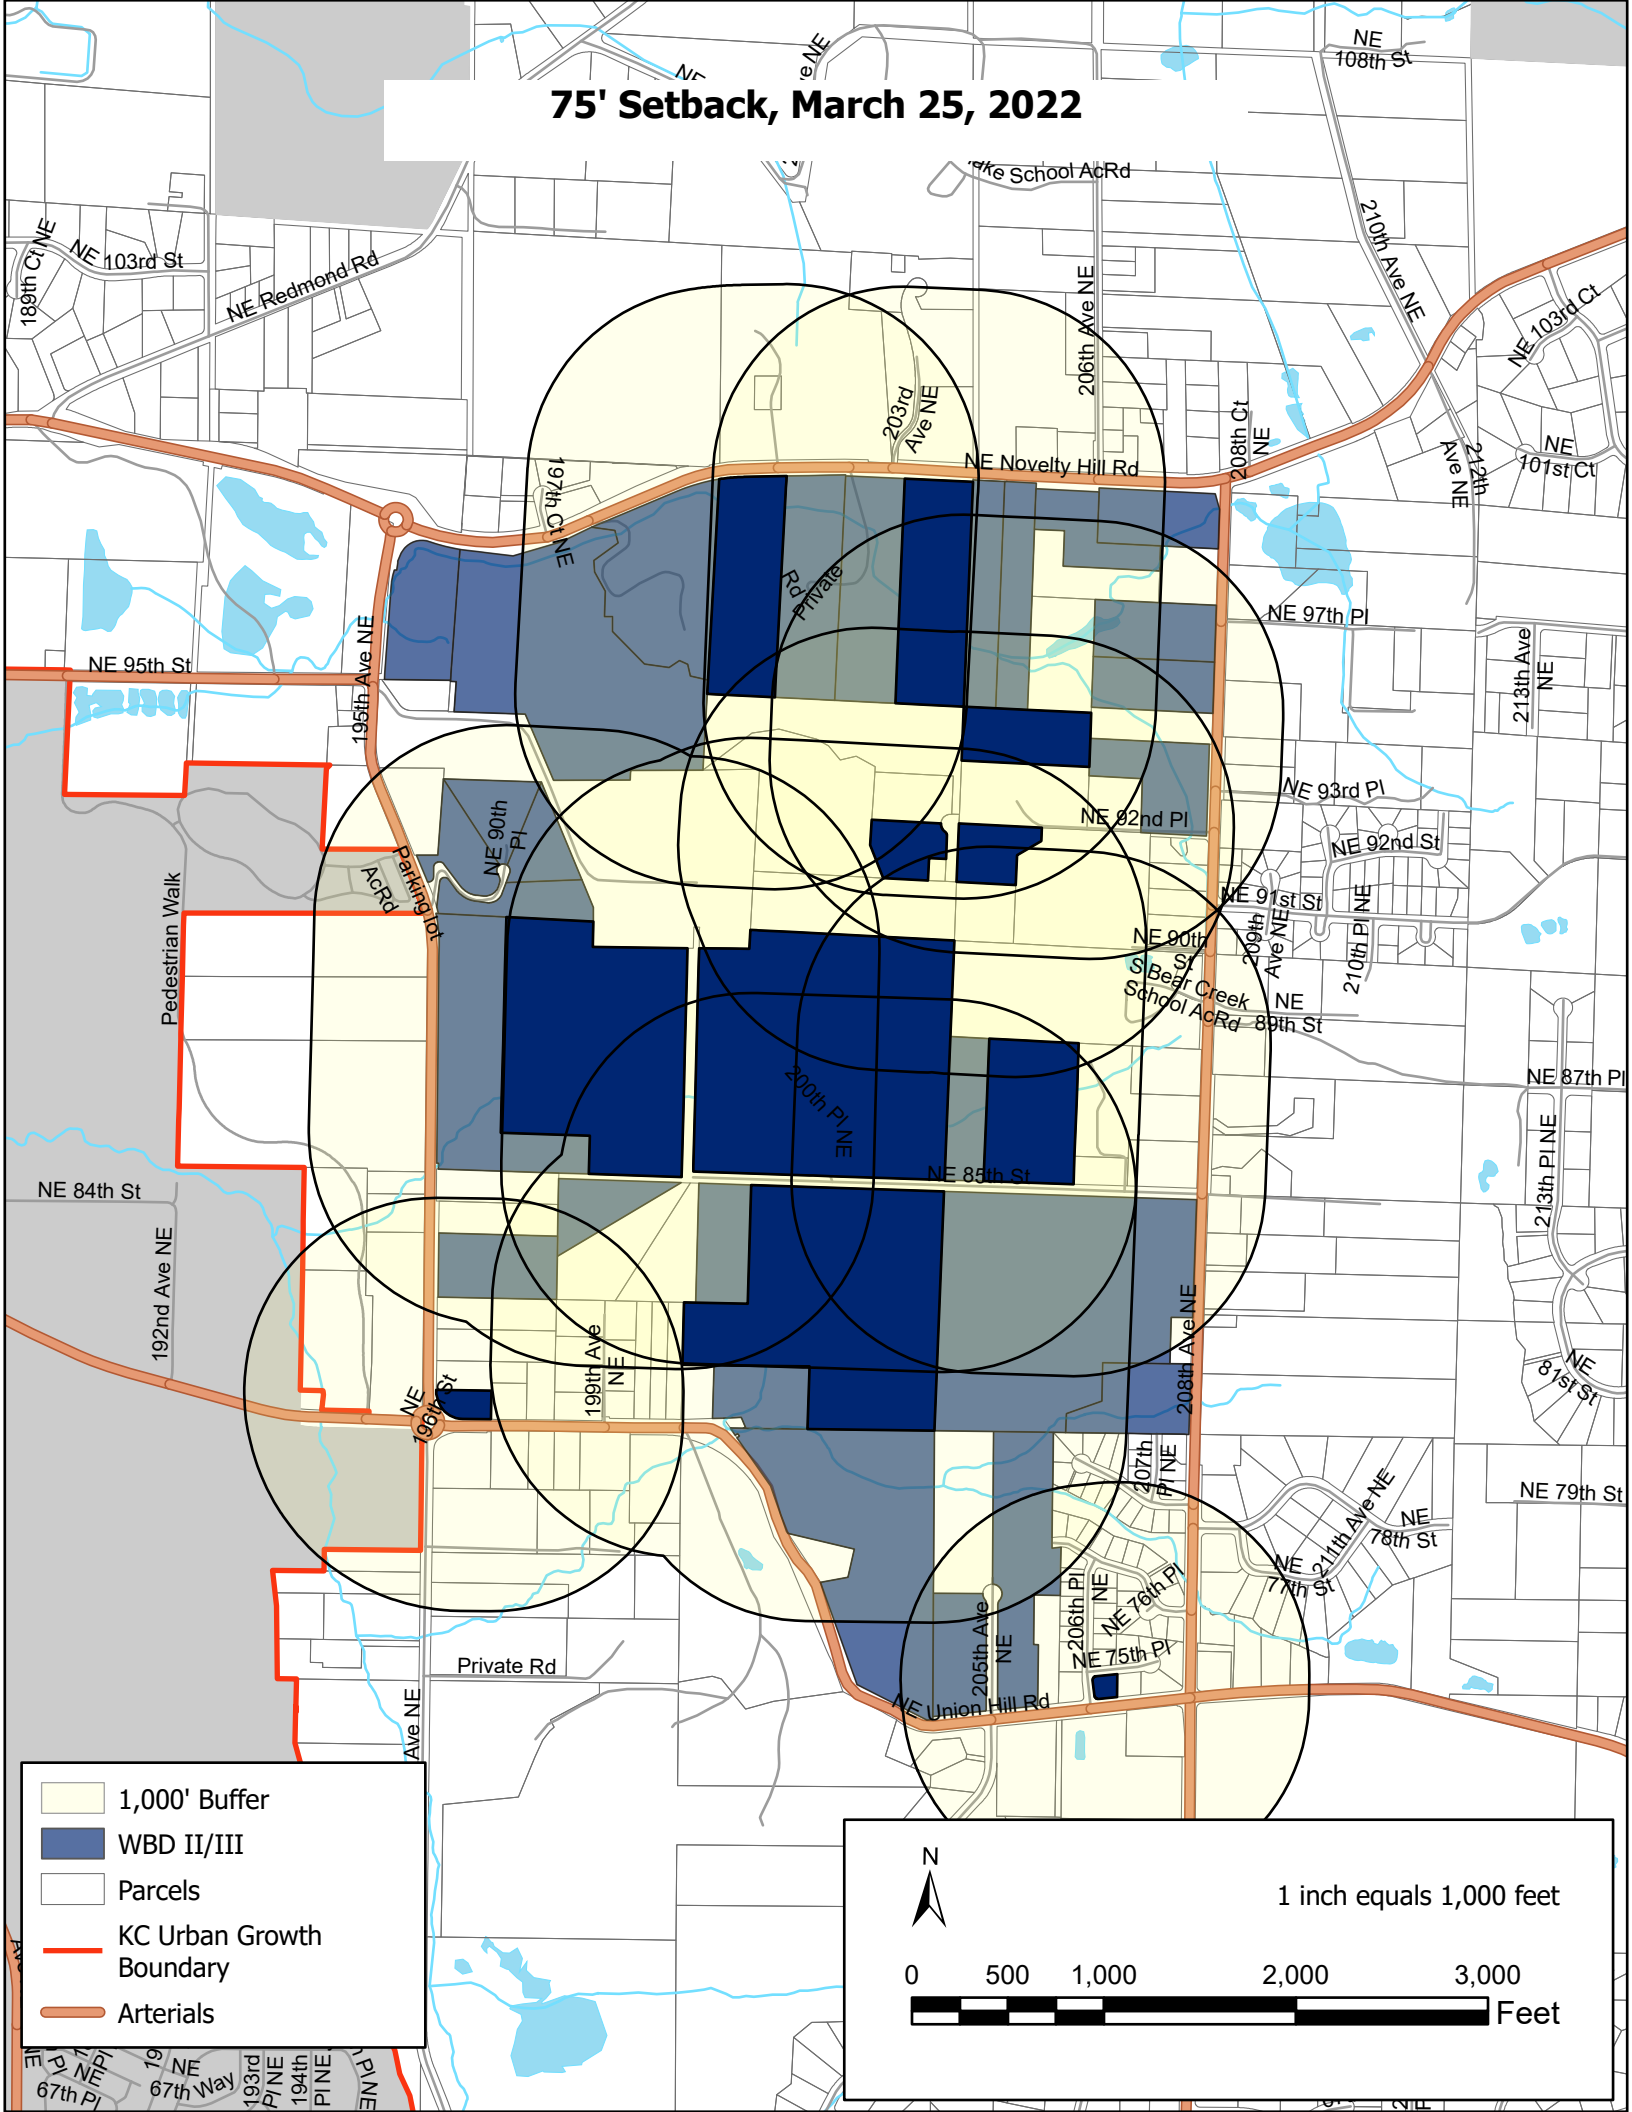 NE
108th St
75' Setback, March 25, 2022
ake School AcRd
189th Ct NE
NE 103rd St
NE Redmond Rd
206th Ave NE
210th Ave NE
NE 103rd Ct
203rd
Ave NE
208th Ct
NE
NE Novelty Hill Rd
197th Ct NE
212th
Ave NE
NE
101st Ct
Private
Rd
NE 97th Pl
NE 95th St
195th Ave NE
213th Ave
NE
NE 93rd Pl
NE 92nd Pl
NE 90th
Pl
NE 92nd St
Parking lot
AcRd
Pedestrian Walk
NE 91st St
209th
Ave NE
210th Pl NE
NE 90th
St
S Bear Creek
School AcRd
NE
89th St
200th Pl NE
NE 87th Pl
213th Pl NE
NE 85th St
NE 84th St
192nd Ave NE
208th Ave NE
199th Ave
NE
NE
196th St
NE
81st St
207th
Pl NE
NE 79th St
211th Ave NE
NE
78th St
NE
77th St
206th Pl
NE
NE 76th Pl
NE 75th Pl
205th Ave
NE
Private Rd
NE Union Hill Rd
Ave NE
1,000' Buffer
WBD II/III
Parcels
KC Urban Growth
Boundary
Arterials
N
1 inch equals 1,000 feet
0 500 1,000 2,000 3,000
Feet
NE
67th Pl
NE
67th Way
193rd
Pl NE
194th
Pl NE
Pl NE